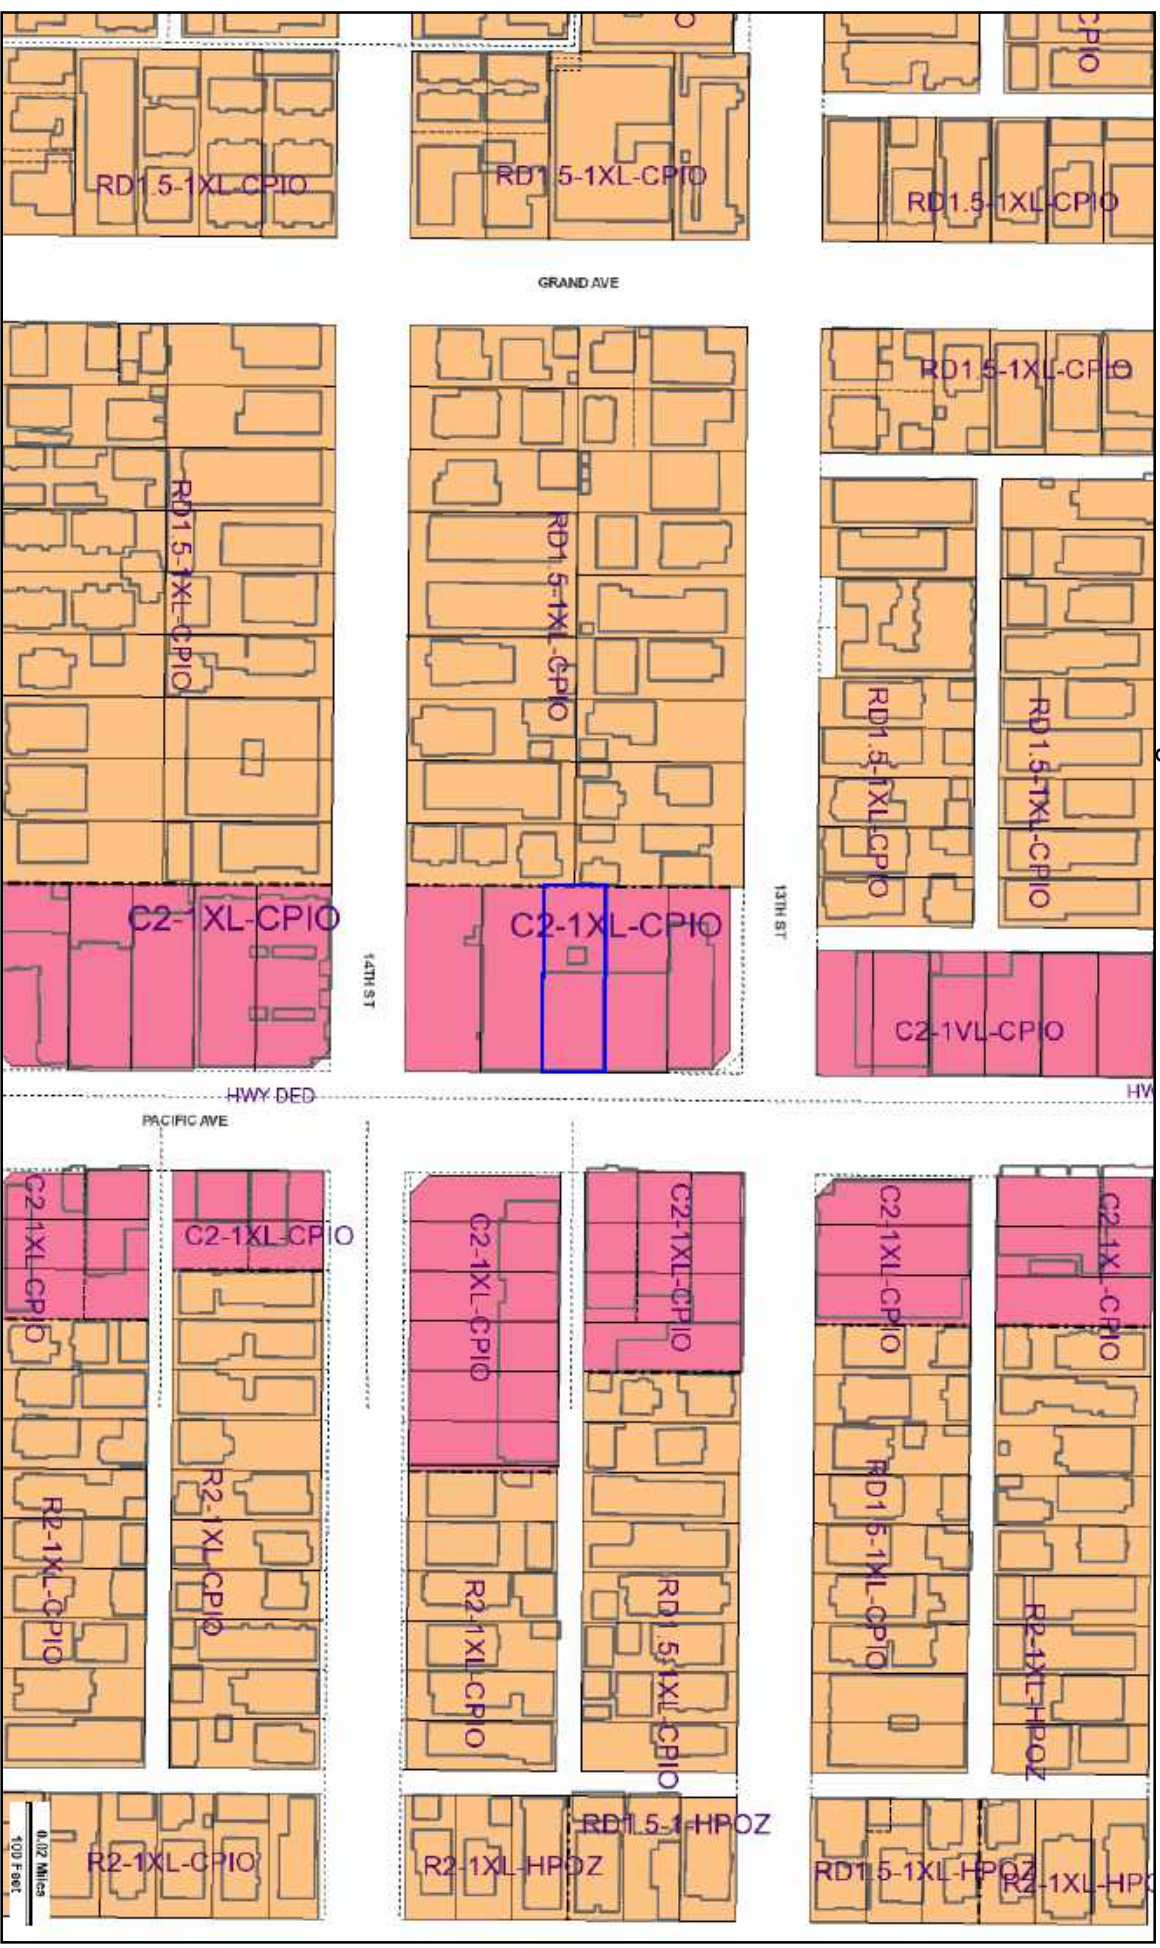 CPIO
RD1.5-1XL-CPIO
RD1.5-1XL-CPIO
RD1.5-1XL-CPIO
GRAND AVE
RD1.5-1XL-CPIO
RD1.5-1XL-CPIO
RD1.5-1XL-CPIO
RD1.5-1XL-CPIO
RD1.5-1XL-CPIO
C2-1XL-CPIO
C2-1XL-CPIO
13TH ST
14TH ST
C2-1VL-CPIO
HWY DED
HW
PACIFIC AVE
C2-1XL-CPIO
C2-1XL-CPIO
C2-1XL-CPIO
C2-1XL-CPIO
C2-1XL-CPIO
C2-1XL-CPIO
R2-1XL-CPIO
R2-1XL-CPIO
R2-1XL-CPIO
RD1.5-1XL-CPIO
RD1.5-1XL-CPIO
R2-1XL-HPOZ
RD1.5-1-HPOZ
R2-1XL-CPIO
R2-1XL-HPOZ
RD1.5-1XL-HPOZ
R2-1XL-HPO
0.02 Miles
100 Feet